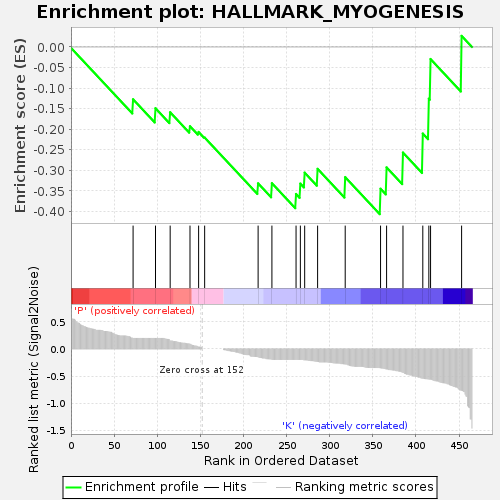 Enrichment plot: HALLMARK_MYOGENESIS
Enrichment score (ES)
0.00
-0.05
-0.10
-0.15
-0.20
-0.25
-0.30
-0.35
-0.40
'P' (positively correlated)
Ranked list metric (Signal2Noise)
0.5
0.0
-0.5
-1.0
-1.5
Zero cross at 152
'K' (negatively correlated)
0 50 100 150 200 250 300 350 400 450
Rank in Ordered Dataset
Enrichment profile Hits Ranking metric scores